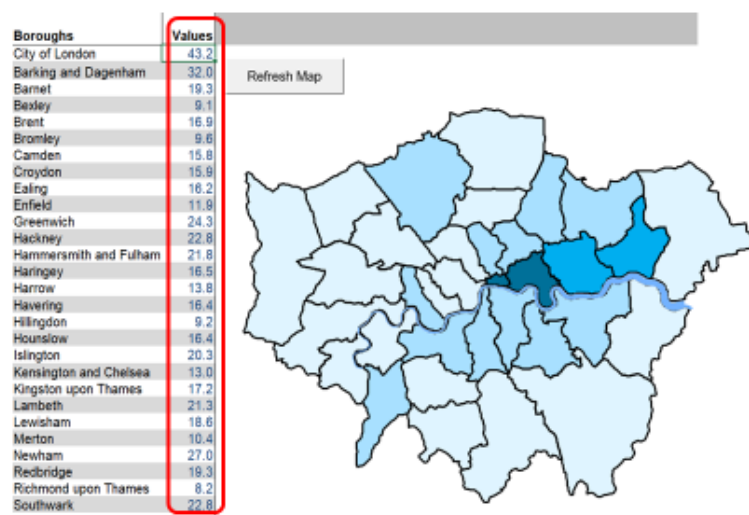 Boroughs Values
City of London 43.2
Barking and Dagenham 32.0
Refresh Map
Barnet 19.3
Bexley 9.1
Brent 16.9
Bromley 9.6
Camden 15.8
Croydon 15.9
Ealing 16.2
Enfield 11.9
Greenwich 24.3
Hackney 22.8
Hammersmith and Fulham 21.8
Haringey 16.5
Harrow 13.8
Havering 16.4
Hillingdon 9.2
Hounslow 16.4
Islington 20.3
Kensington and Chelsea 13.0
Kingston upon Thames 17.2
Lambeth 21.3
Lewisham 18.6
Merton 10.4
Newham 27.0
Redbridge 19.3
Richmond upon Thames 8.2
Southwark 22.8